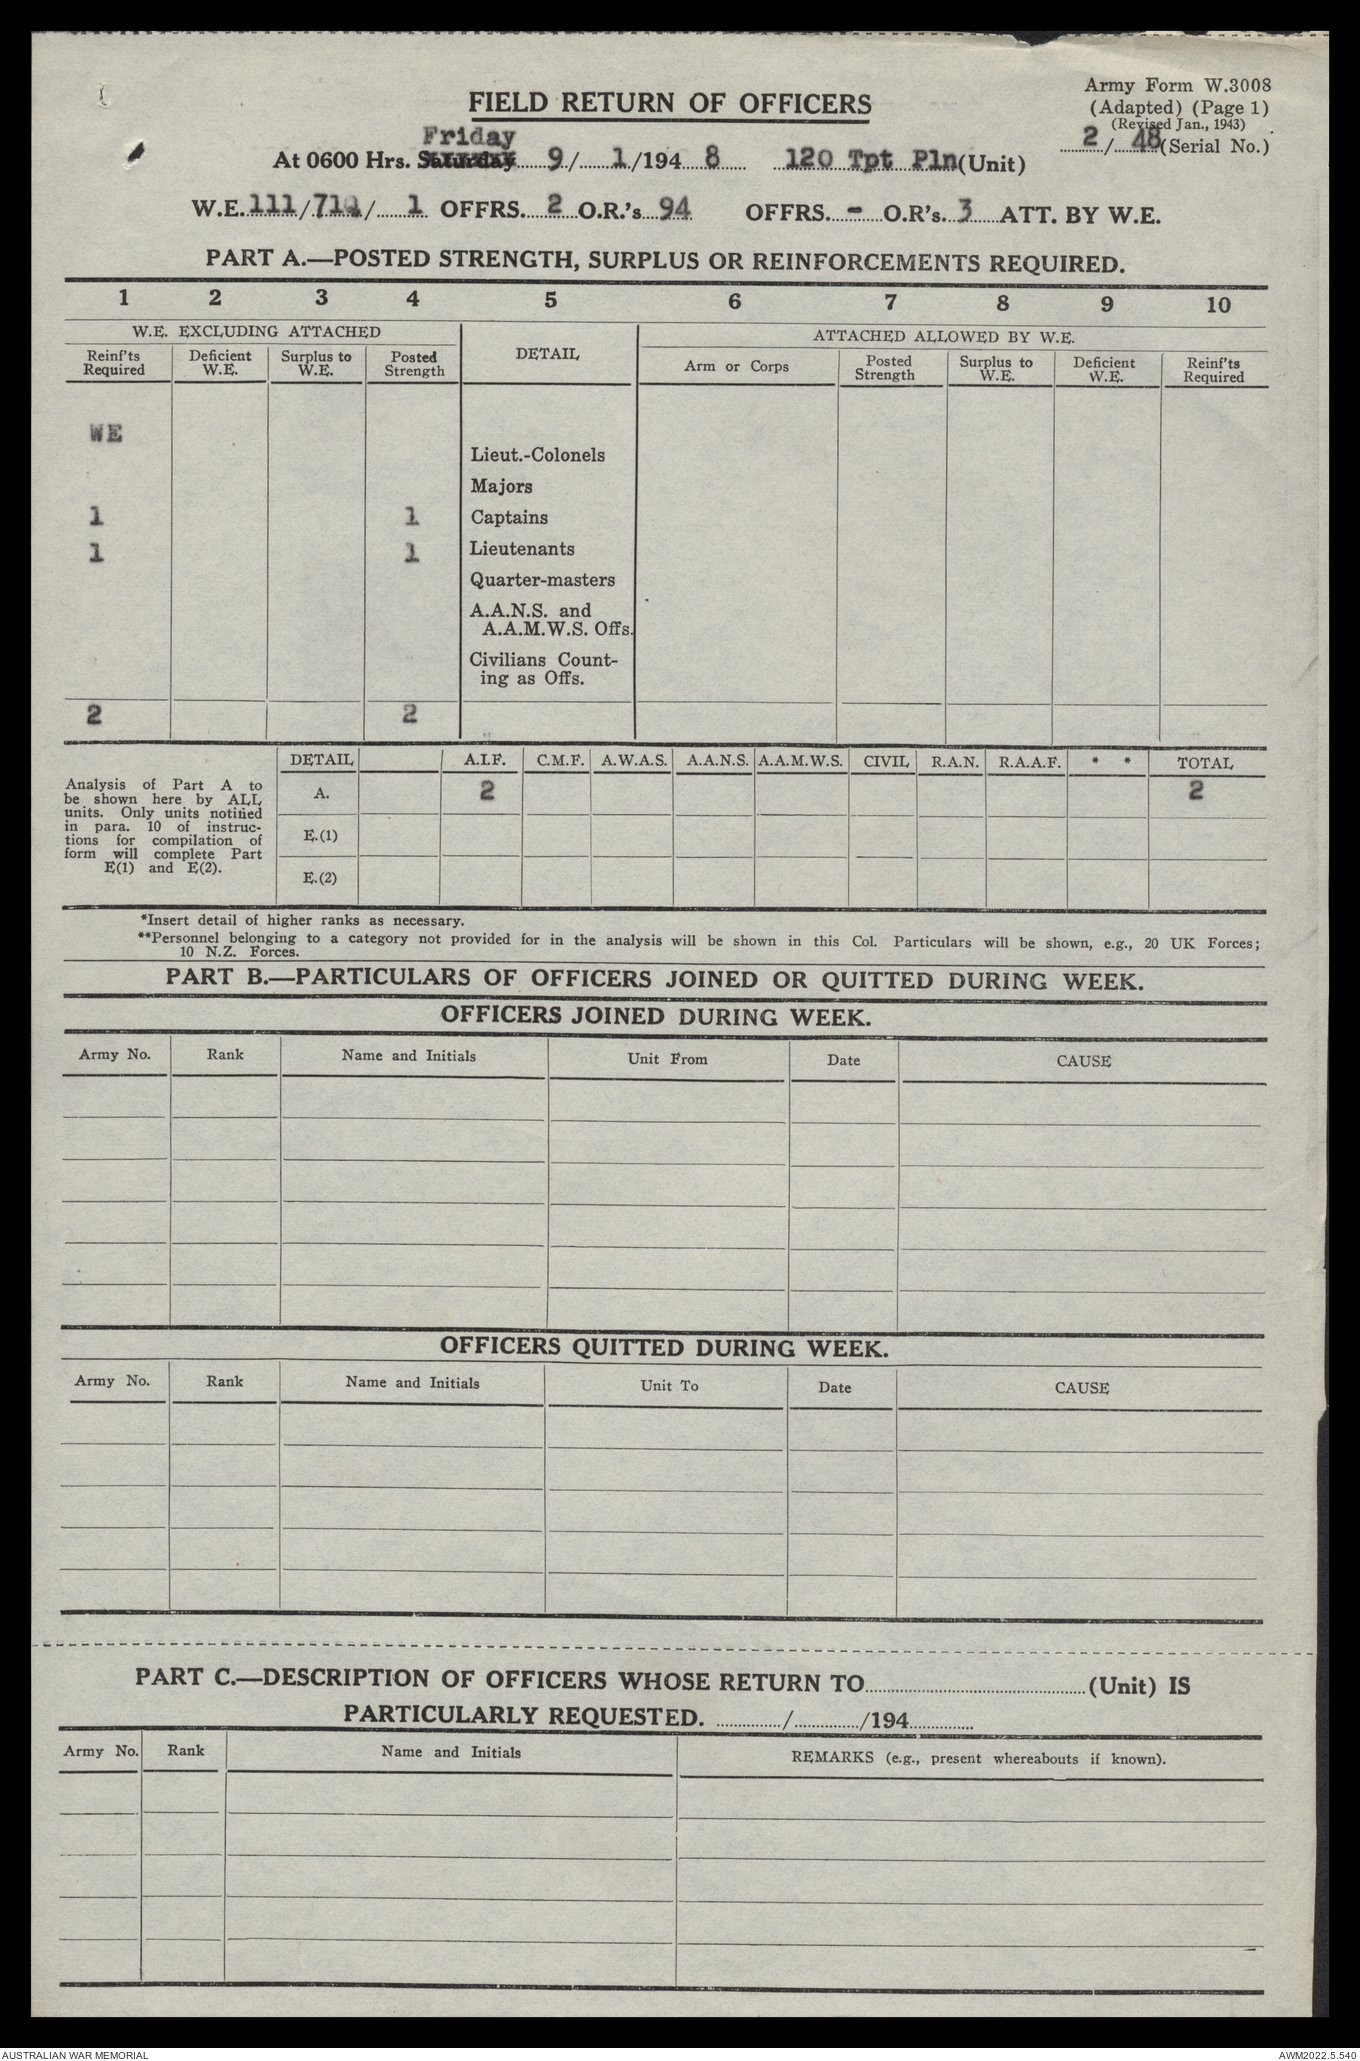 Army Form W.3008
FIELD RETURN OF OFFICERS
(Adapted) (Page 1)
(Revised Jan., 1943)
2/48(Serial No.)
Friday
At 0600 Hrs. Saturday 9/1/1948 120 Tpt Pln(Unit)
W.E.111/71 /1 OFFRS. 2 O.R.'s 94 OFFRS. - O.R's. 3 ATT. BY W.E.
PART A.—POSTED STRENGTH, SURPLUS OR REINFORCEMENTS REQUIRED.
1 2 3 4 5 6 7 8 9 10
W.E. EXCLUDING ATTACHED
DETAIL
ATTACHED ALLOWED BY W.E.
Reinf'ts Required
Deficient W.E.
Surplus to W.E.
Posted Strength
Arm or Corps
Posted Strength
Surplus to W.E.
Deficient W.E.
Reinf'ts Required
WE
Lieut.-Colonels
Majors
1 1 Captains
1 1 Lieutenants
Quarter-masters
A.A.N.S. and
A.A.M.W.S. Offs.
Civilians Count-
ing as Offs.
2 2
Analysis of Part A to
be shown here by ALL
units. Only units notified
in para. 10 of instruc-
tions for compilation of
form will complete Part
E(1) and E(2).
DETAIL A.I.F. C.M.F. A.W.A.S. A.A.N.S. A.A.M.W.S. CIVIL R.A.N. R.A.A.F. * * TOTAL
A. 2 2
E.(1)
E.(2)
*Insert detail of higher ranks as necessary.
**Personnel belonging to a category not provided for in the analysis will be shown in this Col. Particulars will be shown, e.g., 20 UK Forces;
10 N.Z. Forces.
PART B.—PARTICULARS OF OFFICERS JOINED OR QUITTED DURING WEEK.
OFFICERS JOINED DURING WEEK.
Army No. Rank Name and Initials Unit From Date CAUSE
OFFICERS QUITTED DURING WEEK.
Army No. Rank Name and Initials Unit To Date CAUSE
PART C.—DESCRIPTION OF OFFICERS WHOSE RETURN TO (Unit) IS
PARTICULARLY REQUESTED. / /194
Army No. Rank Name and Initials REMARKS (e.g., present whereabouts if known).
AUSTRALIAN WAR MEMORIAL
AWM2022.5.540